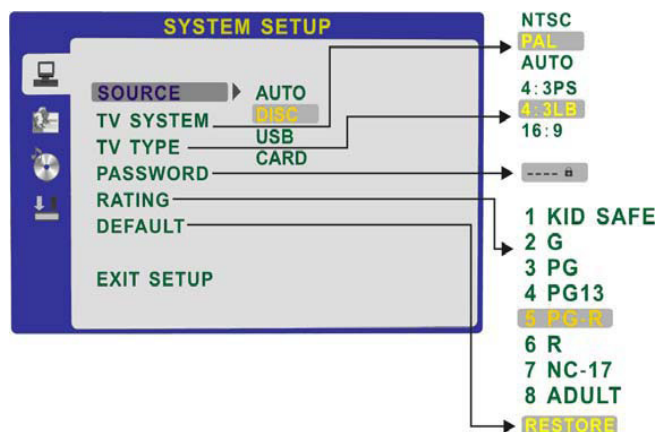 SYSTEM SETUP
SOURCE
TV SYSTEM
TV TYPE
PASSWORD
RATING
DEFAULT
EXIT SETUP
AUTO
DISC
USB
CARD
NTSC
PAL
AUTO
4:3PS
4:3LB
16:9
----
1 KID SAFE
2 G
3 PG
4 PG13
5 PG-R
6 R
7 NC-17
8 ADULT
RESTORE